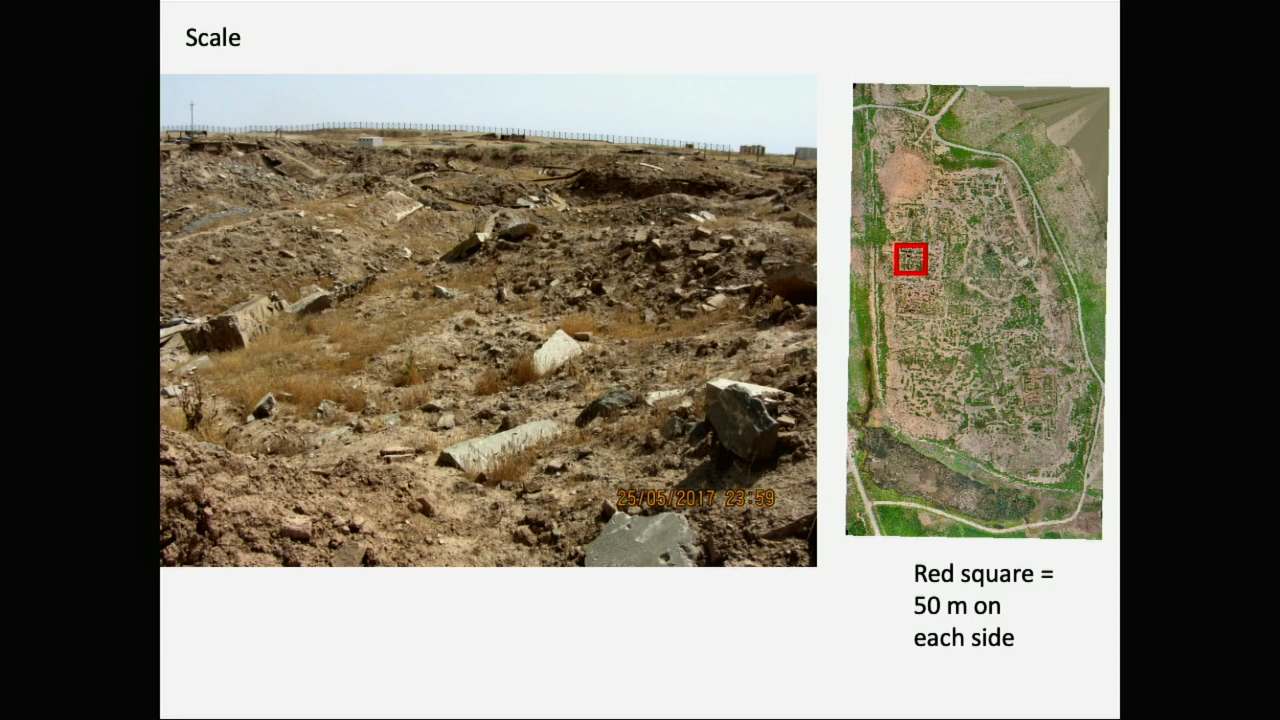 Scale
25/05/2017 23:59
Red square =
50 m on
each side